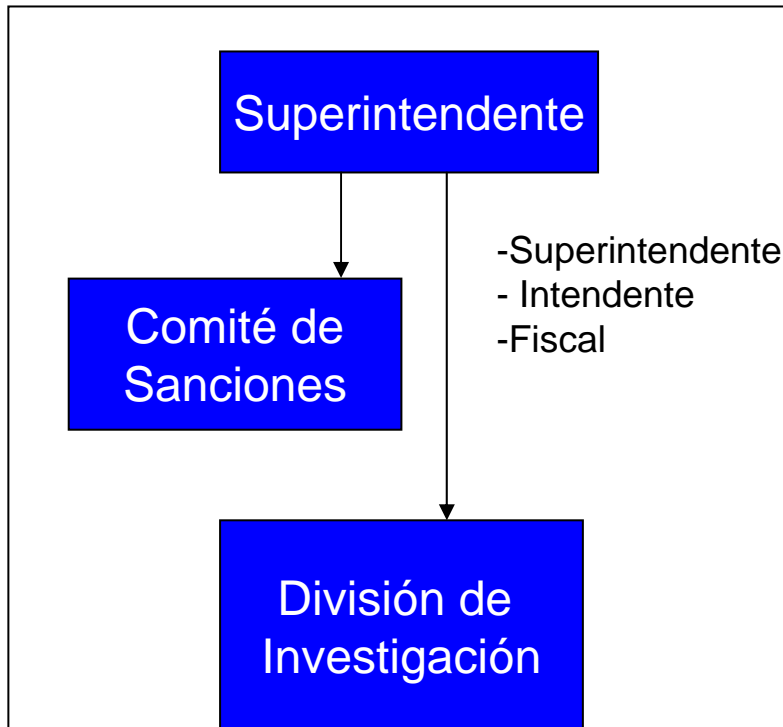 Superintendente
-Superintendente
- Intendente
-Fiscal
Comité de
Sanciones
División de
Investigación